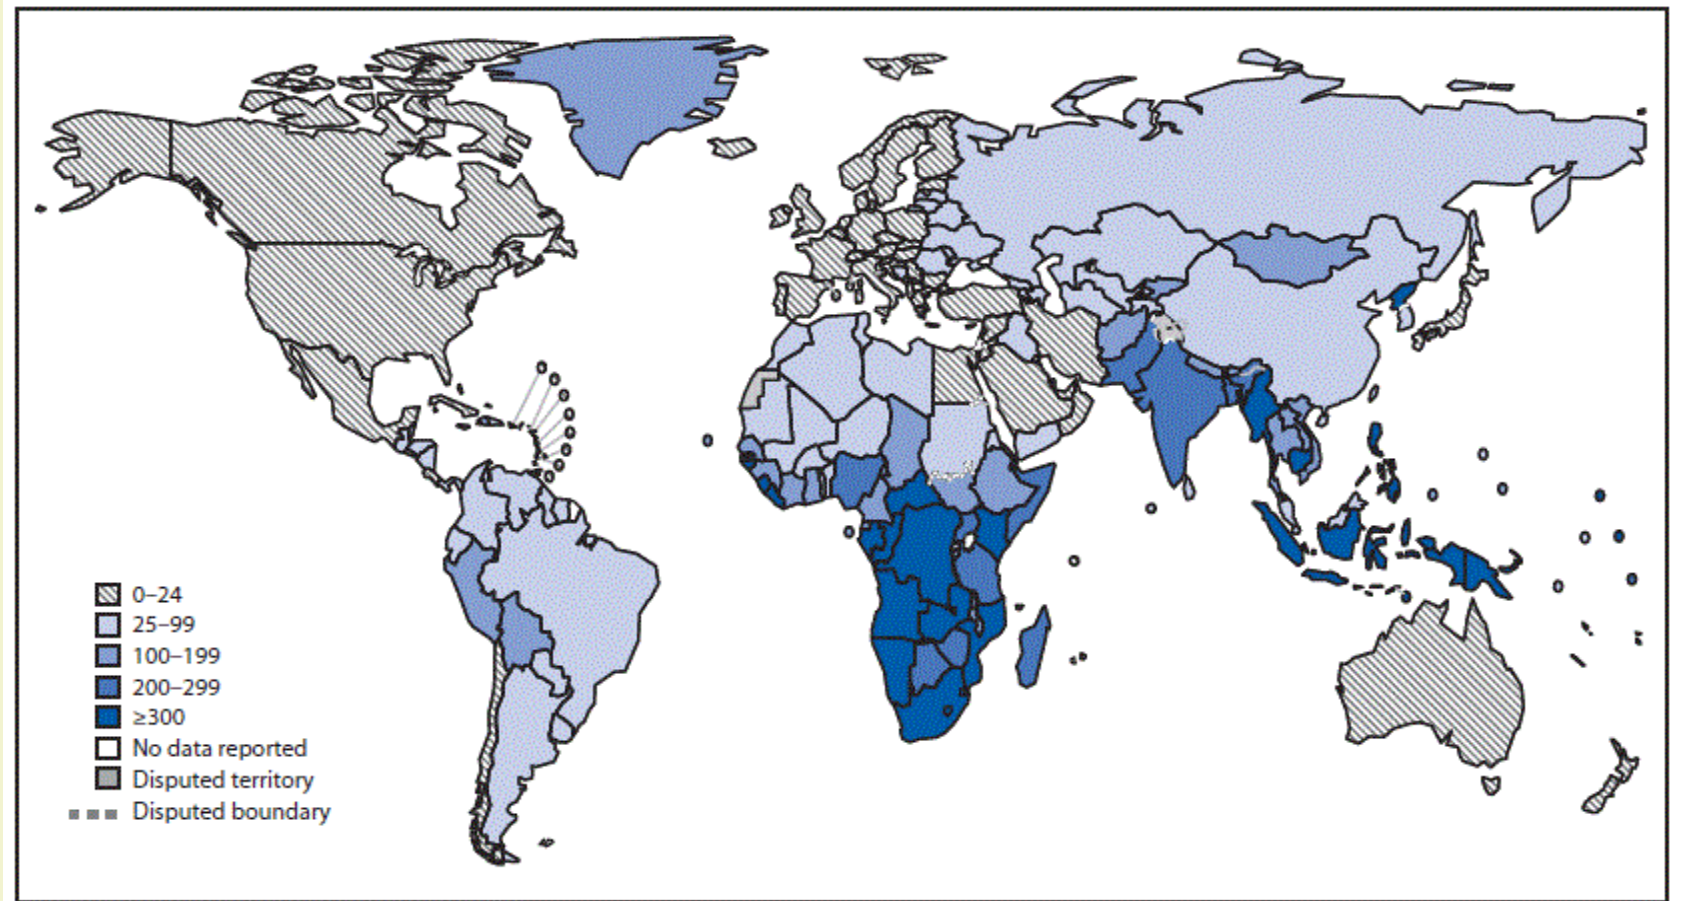 0–24
25–99
100–199
200–299
≥300
No data reported
Disputed territory
Disputed boundary